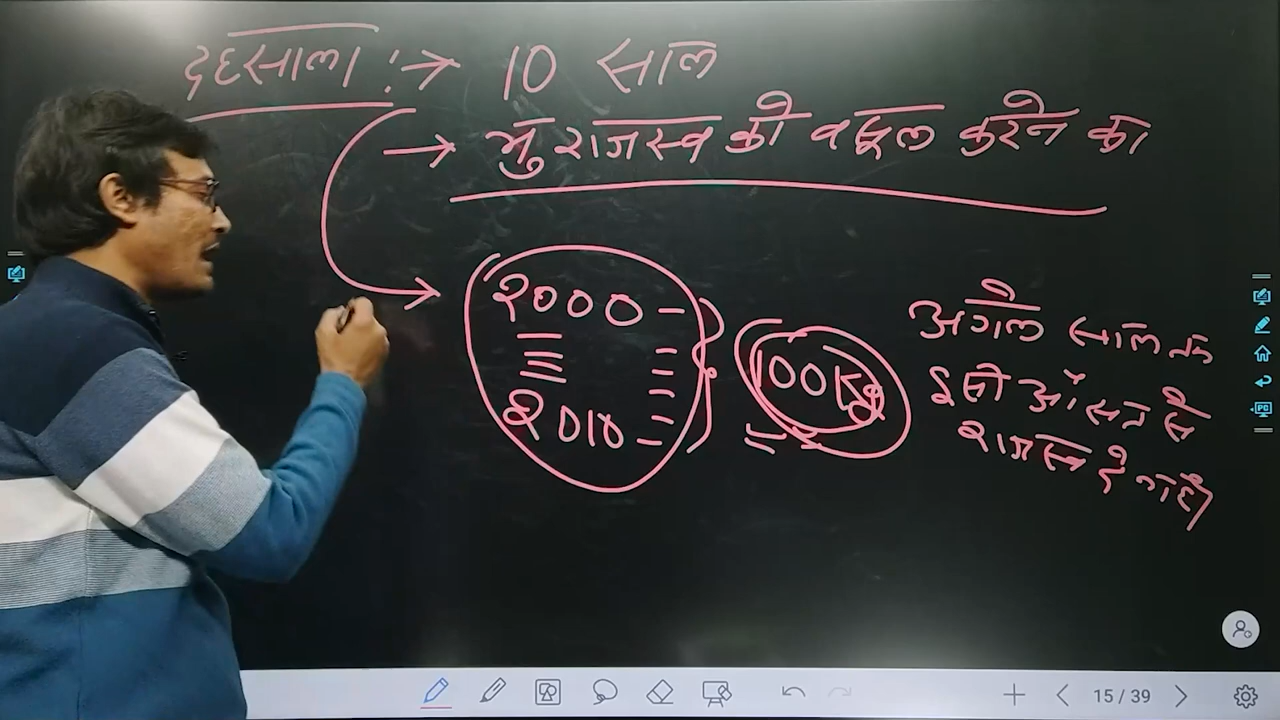 दहसाला :→ 10 साल
→ भु राजस्व को वसूल करने का
2000 -
2010 -
100 Kg
अगले साल तक
इसी औसत से
राजस्व देना है
15 / 39